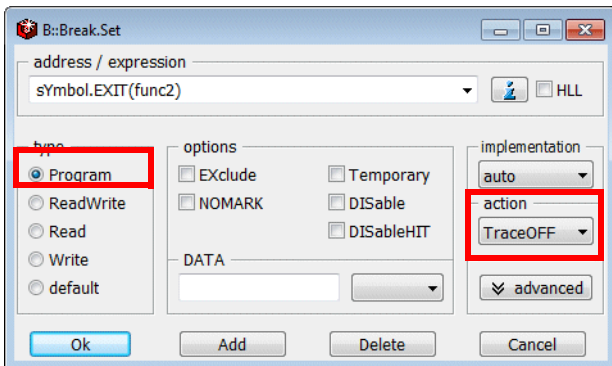 B::Break.Set
address / expression
sYmbol.EXIT(func2)
HLL
type
Program
ReadWrite
Read
Write
default
options
EXclude
Temporary
NOMARK
DISable
DISableHIT
DATA
implementation
auto
action
TraceOFF
advanced
Ok
Add
Delete
Cancel